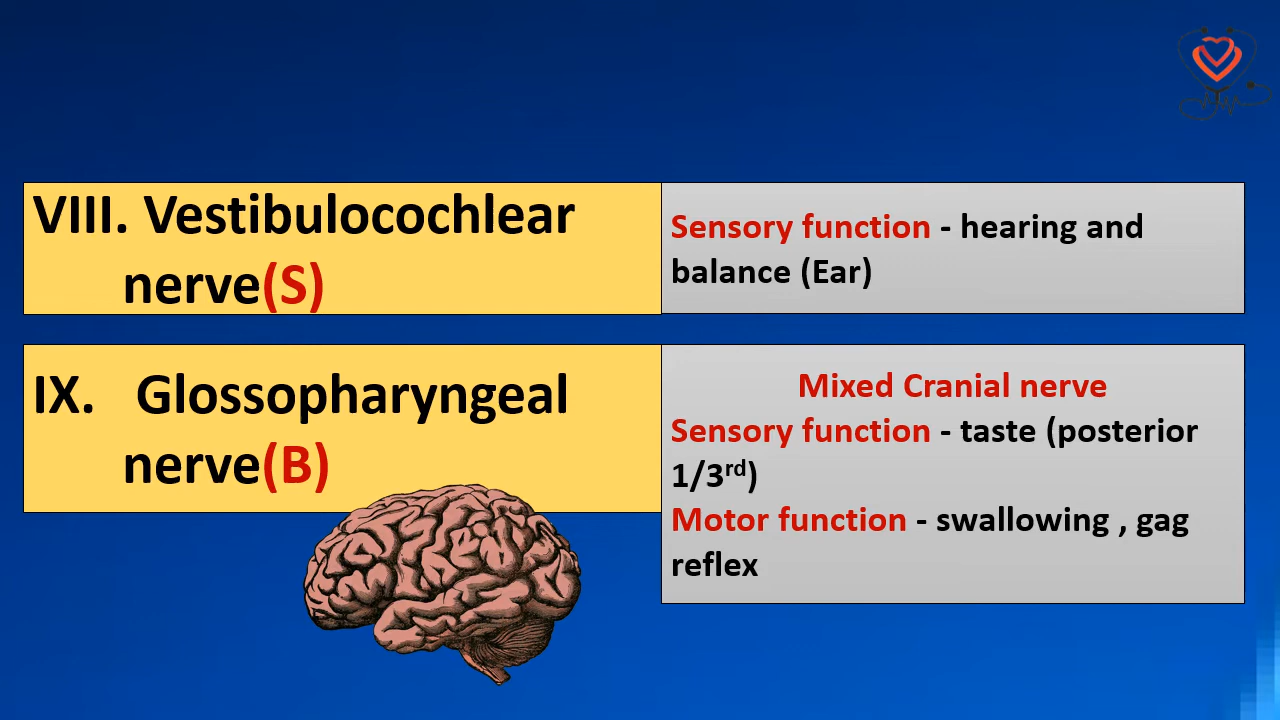 VIII. Vestibulocochlear
nerve(S)
Sensory function - hearing and
balance (Ear)
IX. Glossopharyngeal
nerve(B)
Mixed Cranial nerve
Sensory function - taste (posterior
1/3rd)
Motor function - swallowing , gag
reflex